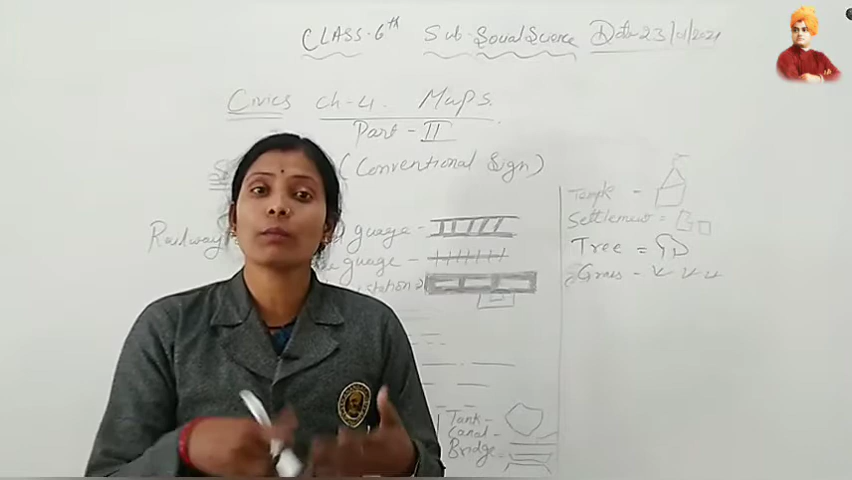 CLASS-6th Sub-Social Science Date-23/01/2021
Civics Ch-4. Maps.
Part-II
(Conventional Sign)
Railway guage-
guage-
station
Tank-
Canal-
Bridge-
Temple -
Settlement =
Tree =
Grass -